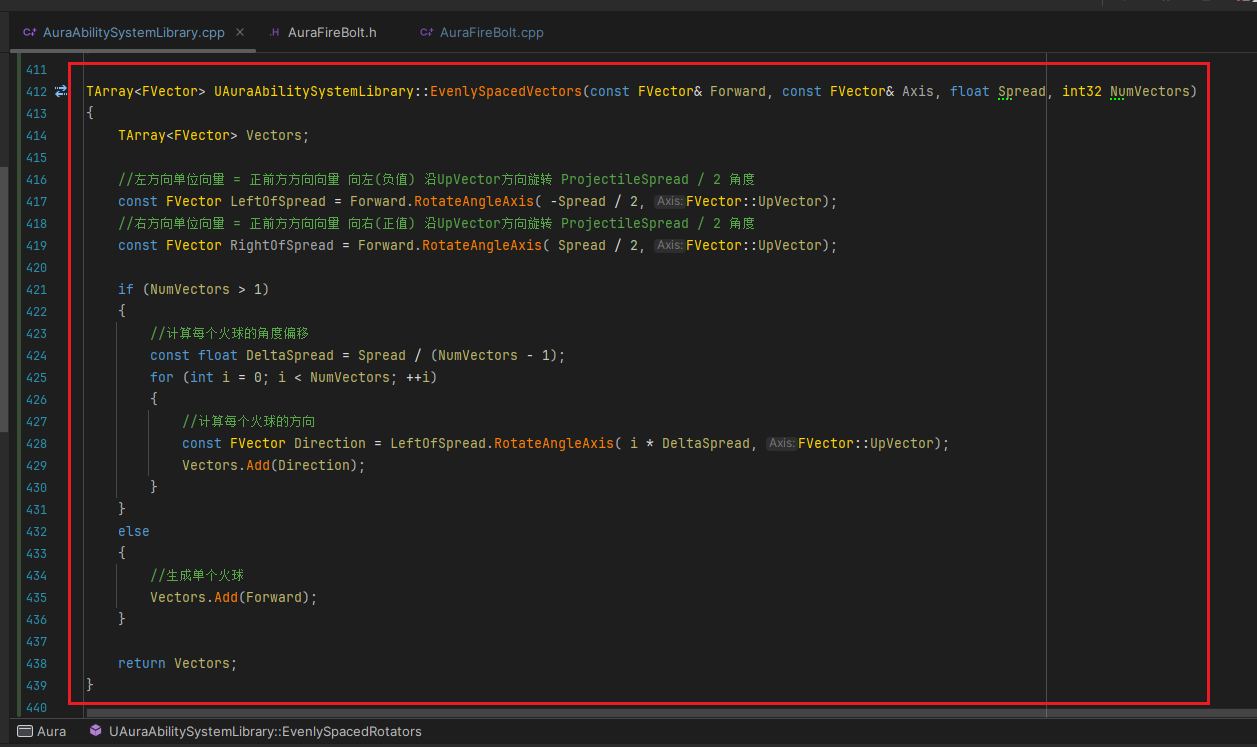 AuraAbilitySystemLibrary.cpp
.H AuraFireBolt.h
AuraFireBolt.cpp
411
412 TArray<FVector> UAuraAbilitySystemLibrary::EvenlySpacedVectors(const FVector& Forward, const FVector& Axis, float Spread, int32 NumVectors)
413 {
414 TArray<FVector> Vectors;
415
416 //左方向单位向量 = 正前方方向向量 向左(负值) 沿UpVector方向旋转 ProjectileSpread / 2 角度
417 const FVector LeftOfSpread = Forward.RotateAngleAxis( -Spread / 2, Axis: FVector::UpVector);
418 //右方向单位向量 = 正前方方向向量 向右(正值) 沿UpVector方向旋转 ProjectileSpread / 2 角度
419 const FVector RightOfSpread = Forward.RotateAngleAxis( Spread / 2, Axis: FVector::UpVector);
420
421 if (NumVectors > 1)
422 {
423 //计算每个火球的角度偏移
424 const float DeltaSpread = Spread / (NumVectors - 1);
425 for (int i = 0; i < NumVectors; ++i)
426 {
427 //计算每个火球的方向
428 const FVector Direction = LeftOfSpread.RotateAngleAxis( i * DeltaSpread, Axis: FVector::UpVector);
429 Vectors.Add(Direction);
430 }
431 }
432 else
433 {
434 //生成单个火球
435 Vectors.Add(Forward);
436 }
437
438 return Vectors;
439 }
440
Aura
UAuraAbilitySystemLibrary::EvenlySpacedRotators